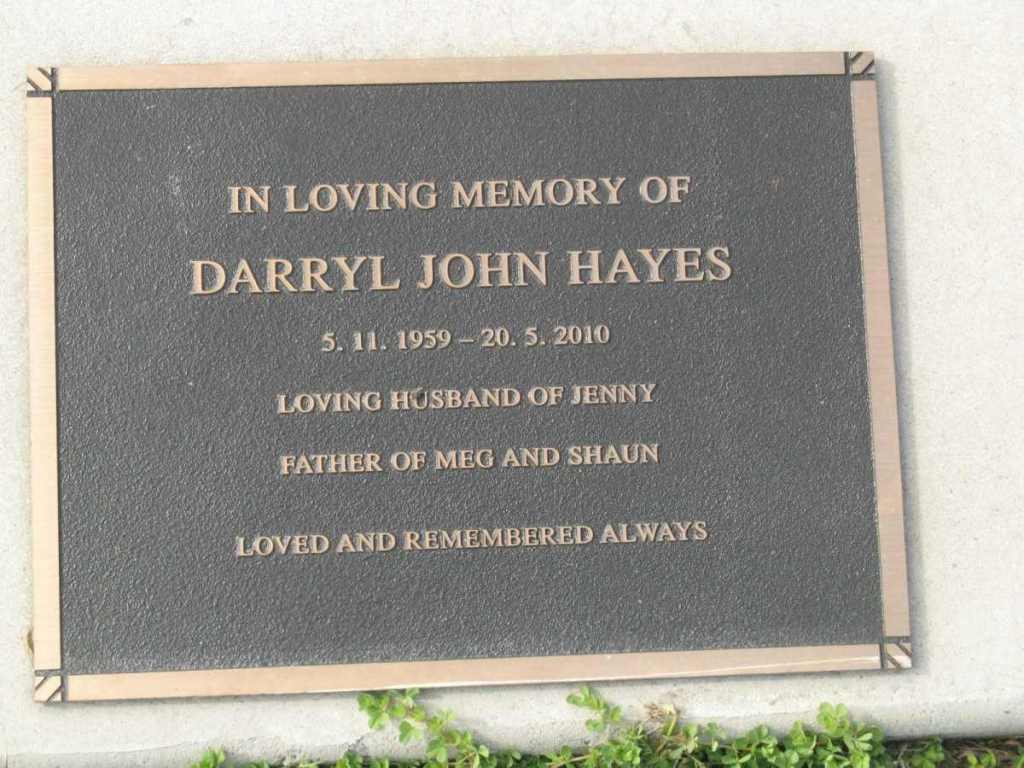 IN LOVING MEMORY OF
DARRYL JOHN HAYES
5. 11. 1959 – 20. 5. 2010
LOVING HUSBAND OF JENNY
FATHER OF MEG AND SHAUN
LOVED AND REMEMBERED ALWAYS